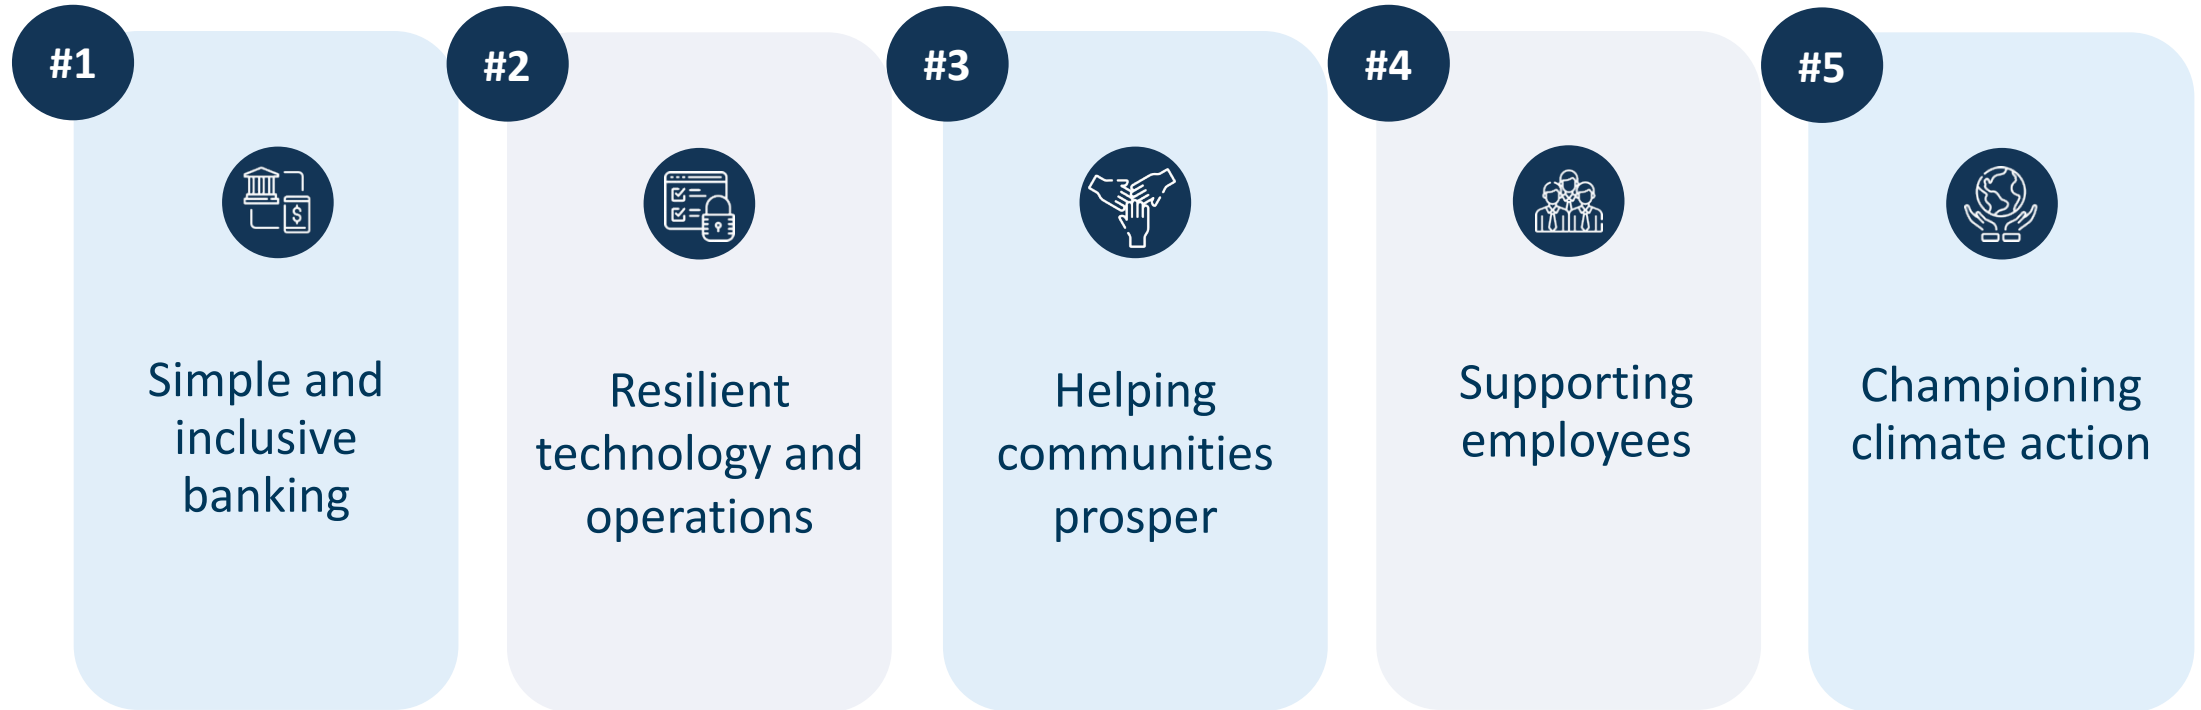 #1
Simple and
inclusive
banking
#2
Resilient
technology and
operations
#3
Helping
communities
prosper
#4
Supporting
employees
#5
Championing
climate action